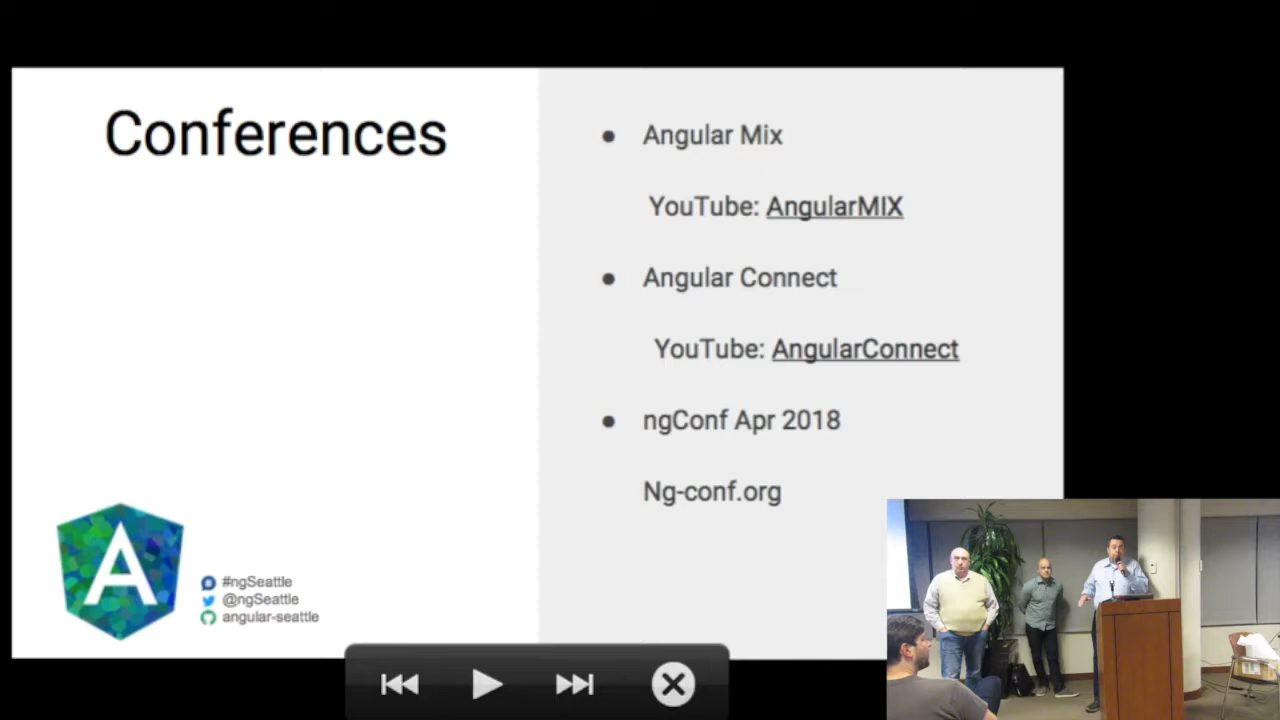 Conferences
● Angular Mix
YouTube: AngularMIX
● Angular Connect
YouTube: AngularConnect
● ngConf Apr 2018
Ng-conf.org
A
#ngSeattle
@ngSeattle
angular-seattle